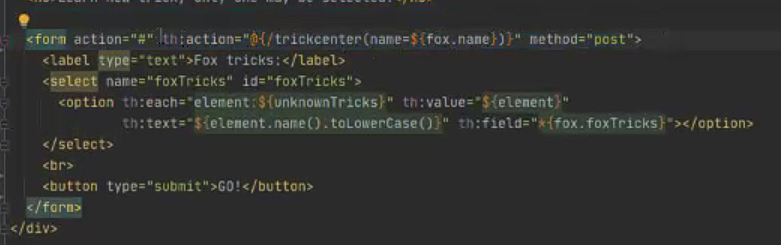 <form action="#" th:action="@{/trickcenter(name=${fox.name})}" method="post">
<label type="text">Fox tricks:</label>
<select name="foxTricks" id="foxTricks">
<option th:each="element:${unknownTricks}" th:value="${element}"
th:text="${element.name().toLowerCase()}" th:field="*{fox.foxTricks}"></option>
</select>
<br>
<button type="submit">GO!</button>
</form>
</div>